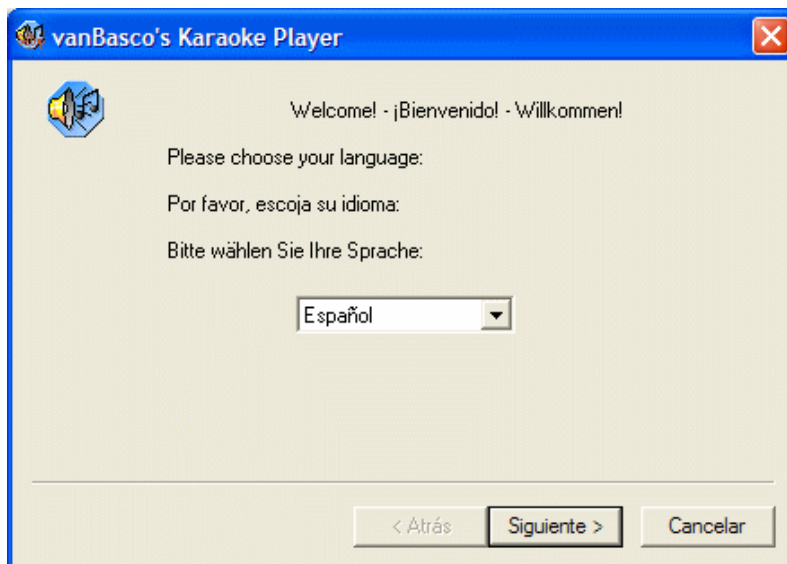 vanBasco's Karaoke Player
Welcome! - ¡Bienvenido! - Willkommen!
Please choose your language:
Por favor, escoja su idioma:
Bitte wählen Sie Ihre Sprache:
Español
< Atrás Siguiente > Cancelar